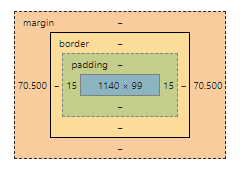 margin –
border –
padding –
70.500 – 15 1140 × 99 15 – 70.500
–
–
–